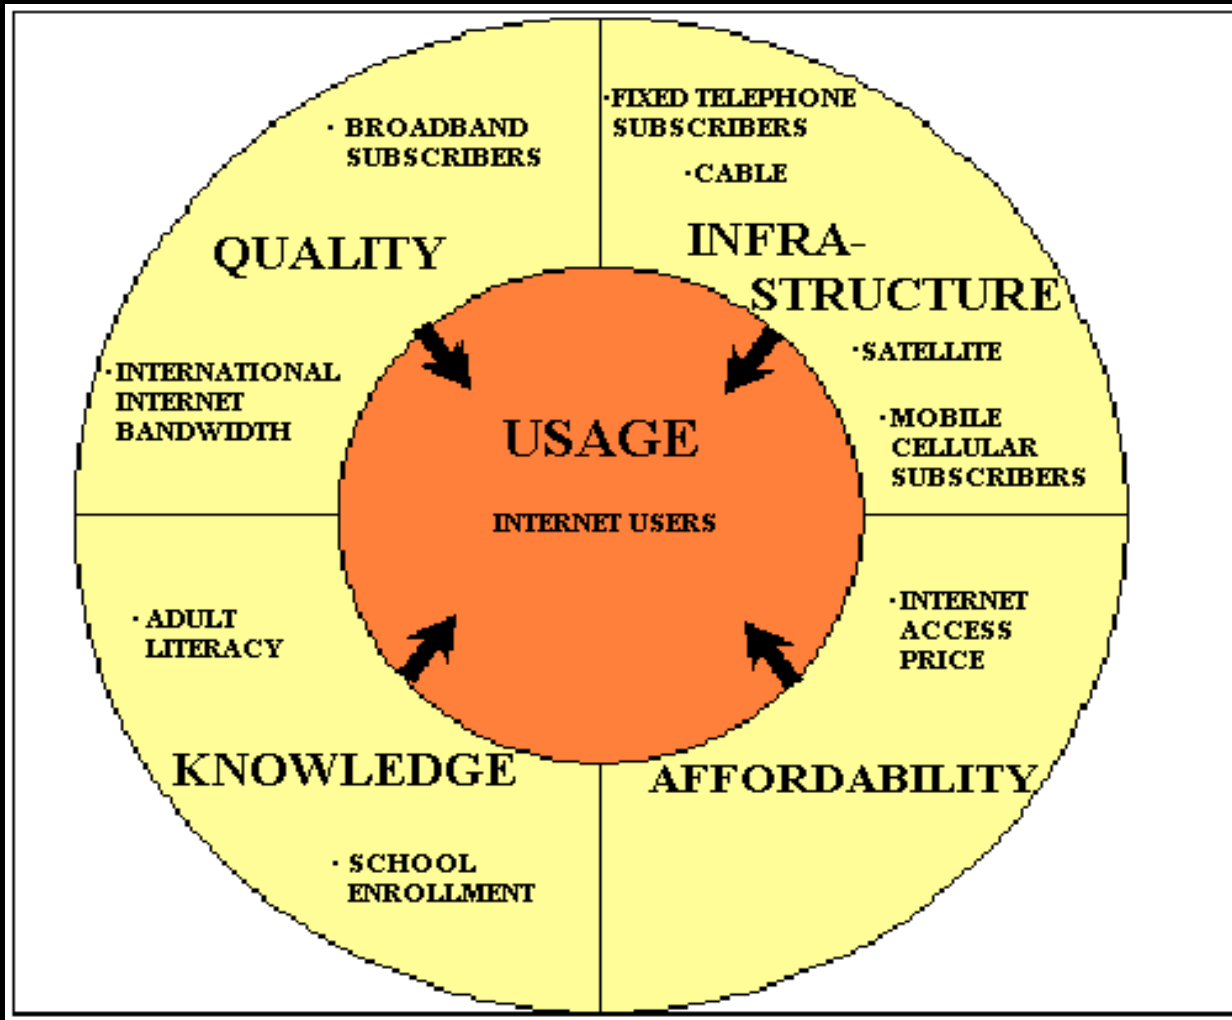 · BROADBAND
SUBSCRIBERS
QUALITY
· INTERNATIONAL
INTERNET
BANDWIDTH
· FIXED TELEPHONE
SUBSCRIBERS
· CABLE
INFRA-
STRUCTURE
· SATELLITE
· MOBILE
CELLULAR
SUBSCRIBERS
USAGE
INTERNET USERS
· ADULT
LITERACY
KNOWLEDGE
· SCHOOL
ENROLLMENT
· INTERNET
ACCESS
PRICE
AFFORDABILITY